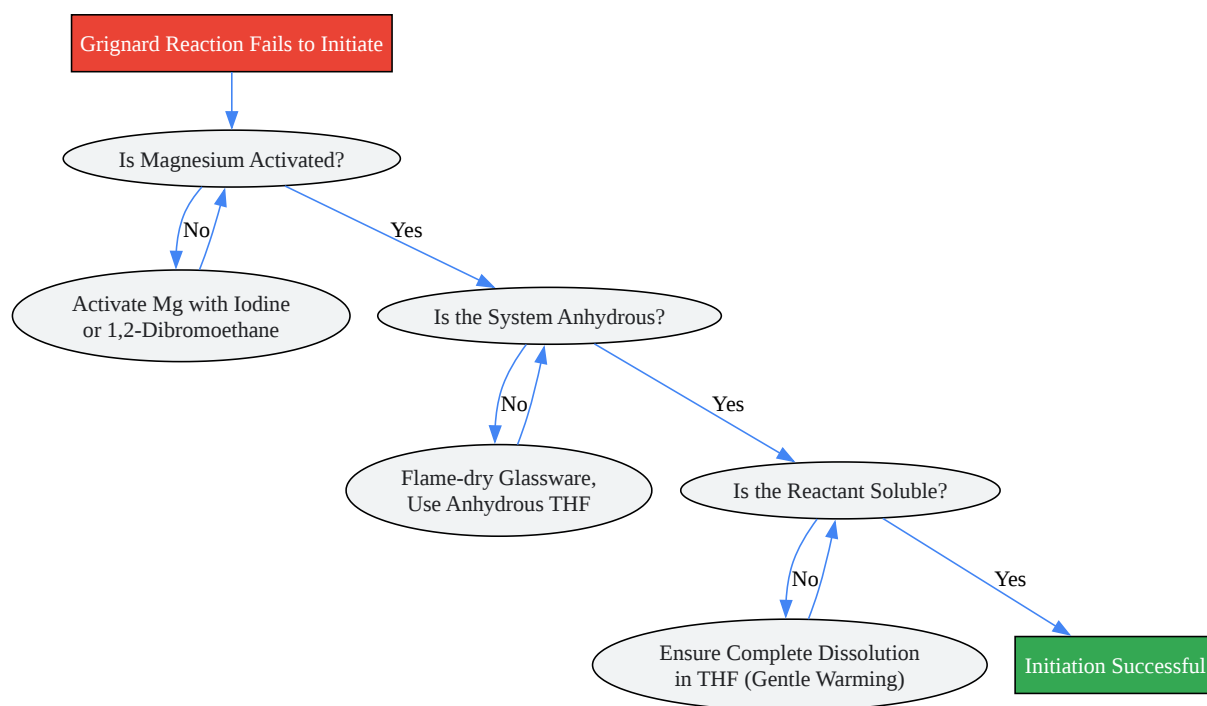 Grignard Reaction Fails to Initiate
Is Magnesium Activated?
No
Yes
Activate Mg with Iodine
or 1,2-Dibromoethane
Is the System Anhydrous?
No
Yes
Flame-dry Glassware,
Use Anhydrous THF
Is the Reactant Soluble?
No
Yes
Ensure Complete Dissolution
in THF (Gentle Warming)
Initiation Successful